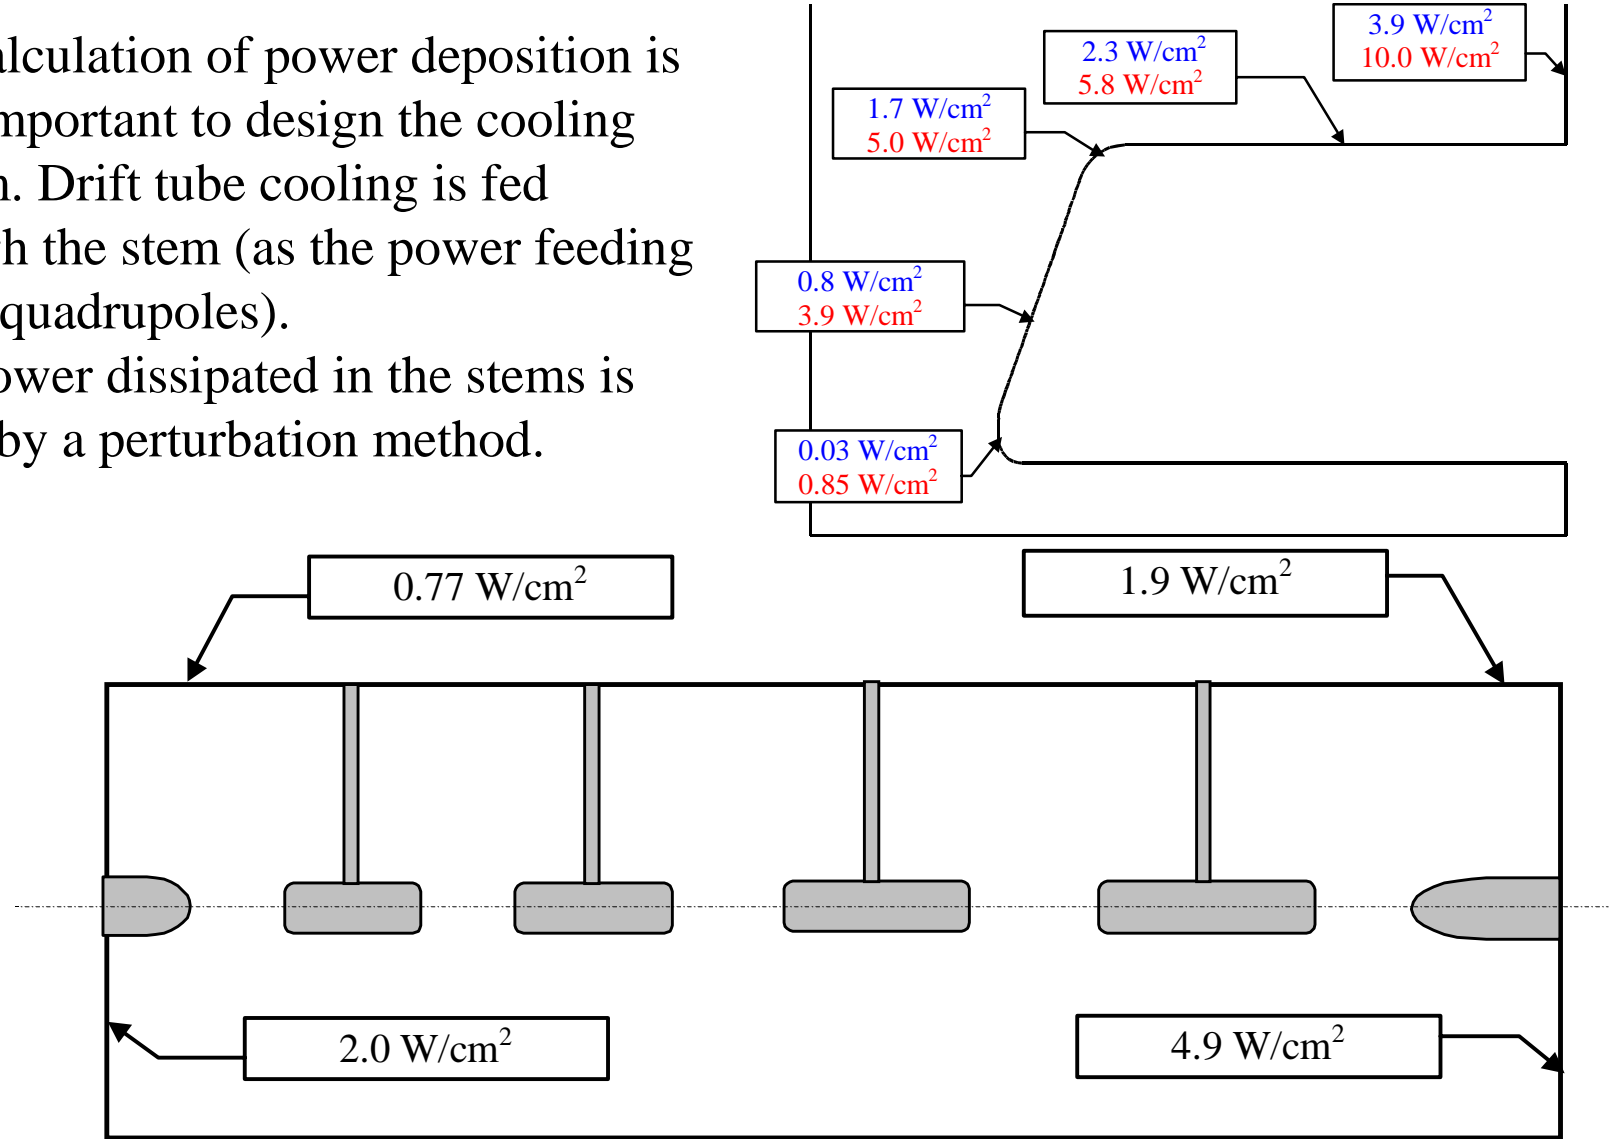 alculation of power deposition is
mportant to design the cooling
n. Drift tube cooling is fed
h the stem (as the power feeding
quadrupoles).
ower dissipated in the stems is
by a perturbation method.
3.9 W/cm²
10.0 W/cm²
2.3 W/cm²
5.8 W/cm²
1.7 W/cm²
5.0 W/cm²
0.8 W/cm²
3.9 W/cm²
0.03 W/cm²
0.85 W/cm²
0.77 W/cm²
1.9 W/cm²
2.0 W/cm²
4.9 W/cm²